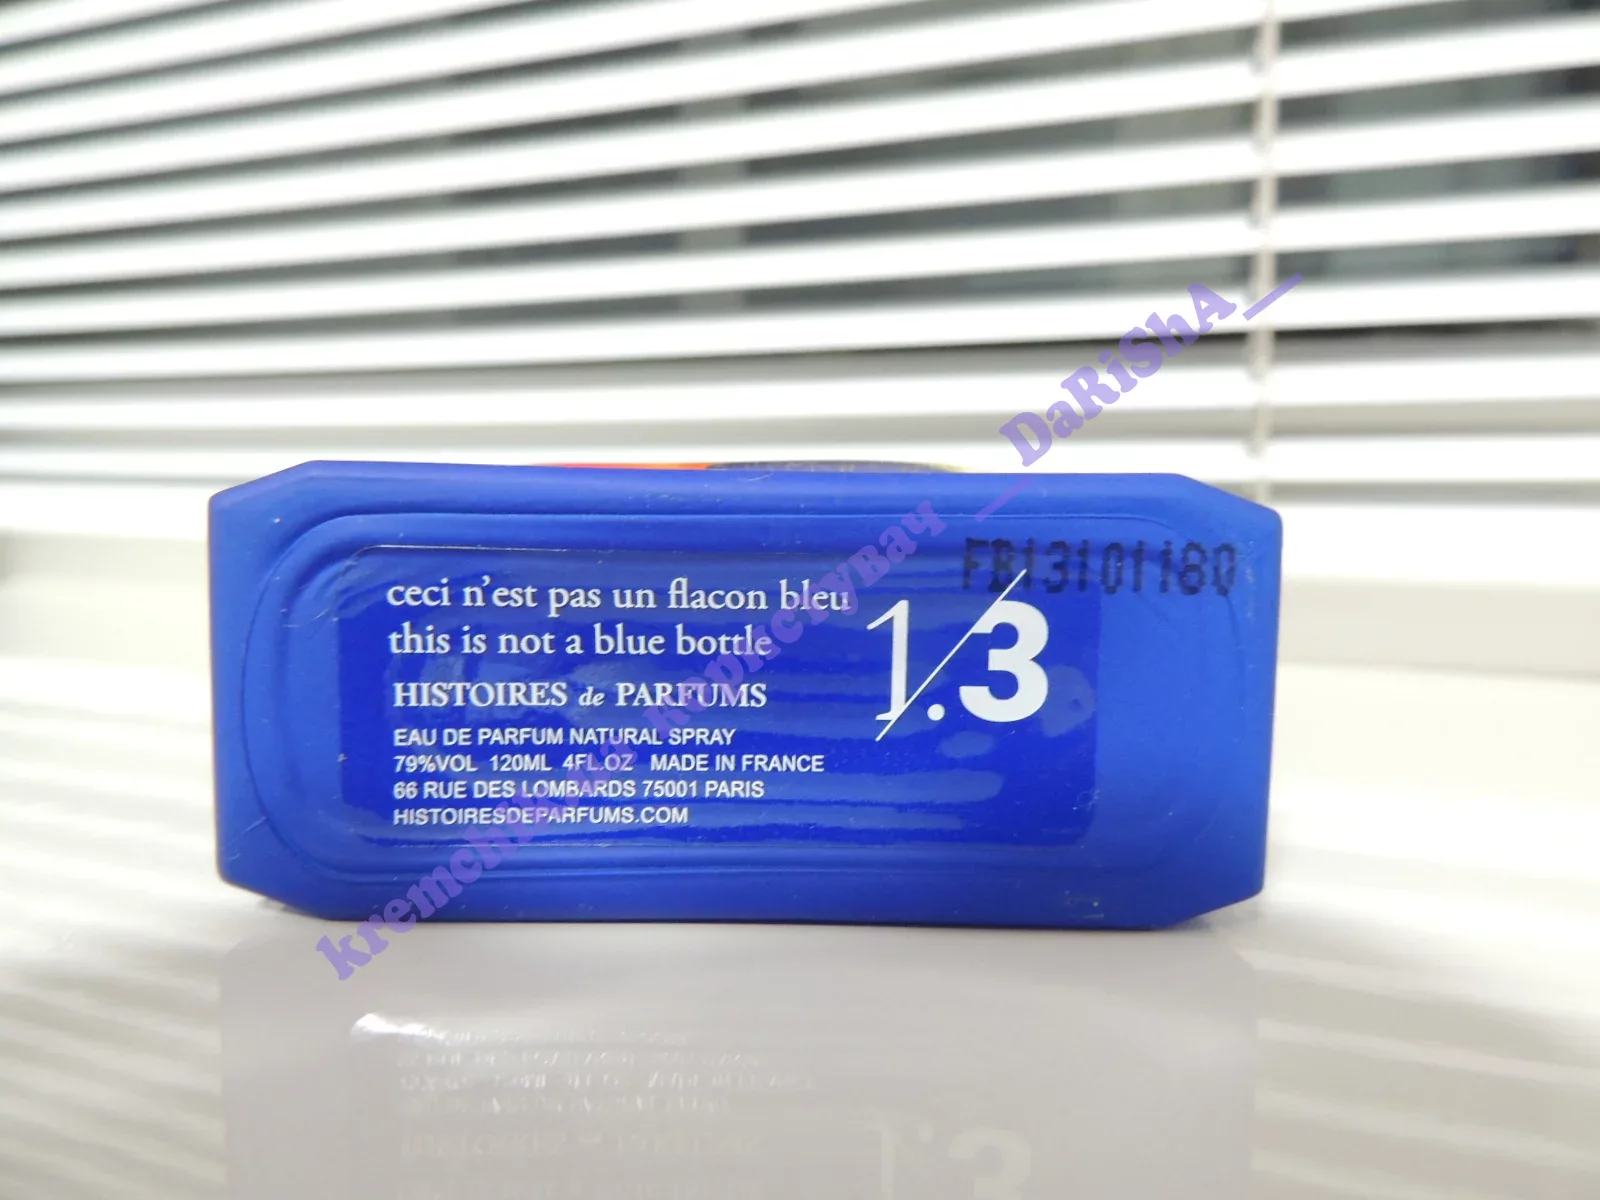 FB13101180
ceci n'est pas un flacon bleu
this is not a blue bottle
1.3
HISTOIRES de PARFUMS
EAU DE PARFUM NATURAL SPRAY
79%VOL 120ML 4FL.OZ MADE IN FRANCE
66 RUE DES LOMBARDS 75001 PARIS
HISTOIRESDEPARFUMS.COM
__DaRiShA__